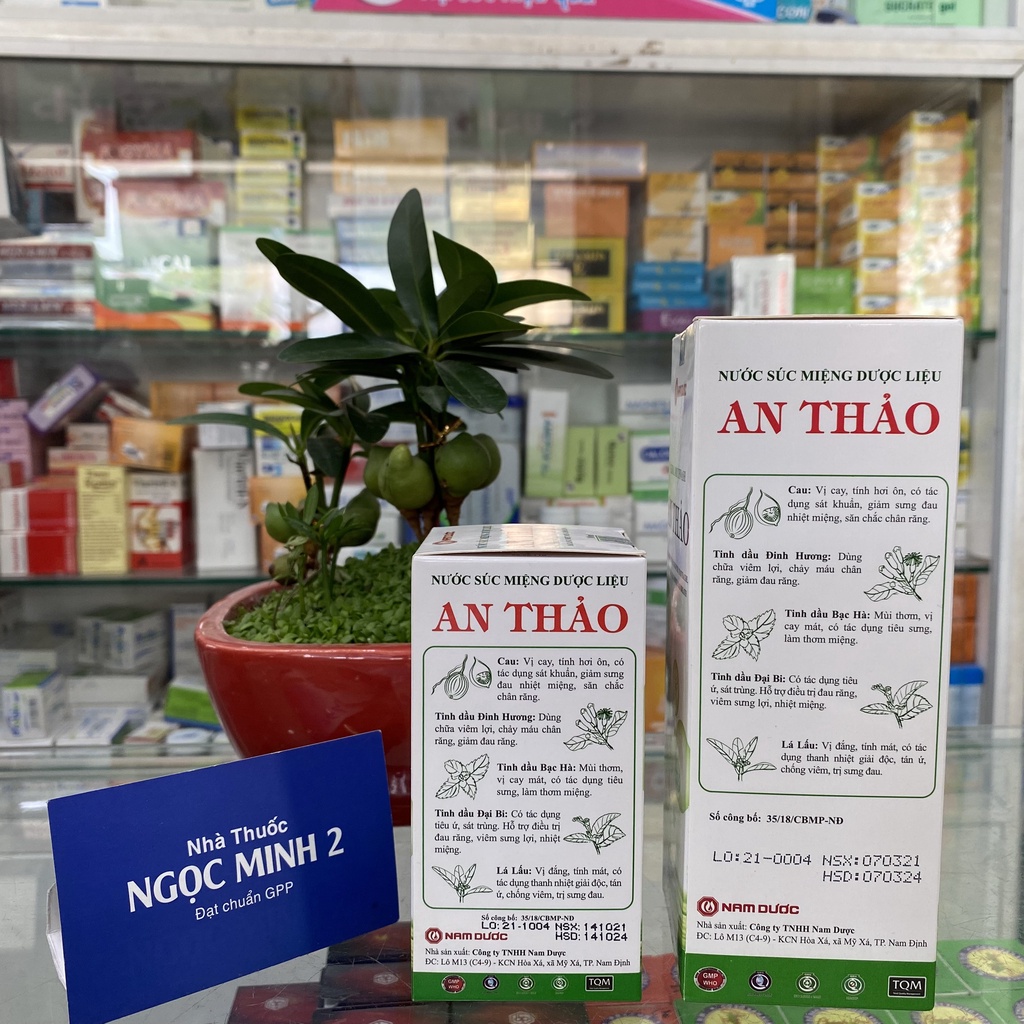 Nhà Thuốc
NGỌC MINH 2
Đạt chuẩn GPP
NƯỚC SÚC MIỆNG DƯỢC LIỆU
AN THẢO
Cau: Vị cay, tính hơi ôn, có
tác dụng sát khuẩn, giảm sưng
đau nhiệt miệng, săn chắc
chân răng.
Tinh dầu Đinh Hương: Dùng
chữa viêm lợi, chảy máu chân
răng, giảm đau răng.
Tinh dầu Bạc Hà: Mùi thơm,
vị cay mát, có tác dụng tiêu
sưng, làm thơm miệng.
Tinh dầu Đại Bi: Có tác dụng
tiêu ứ, sát trùng. Hỗ trợ điều trị
đau răng, viêm sưng lợi, nhiệt
miệng.
Lá Lấu: Vị đắng, tính mát, có
tác dụng thanh nhiệt giải độc, tán
ứ, chống viêm, trị sưng đau.
Số công bố: 35/18/CBMP-NĐ
LO:21-1004 NSX:141021
HSD:141024
NAM DƯỢC
Nhà sản xuất: Công ty TNHH Nam Dược
ĐC: Lô M13 (C4-9) - KCN Hòa Xá, xã Mỹ Xá, TP. Nam Định
GMP
WHO
TQM
NƯỚC SÚC MIỆNG DƯỢC LIỆU
AN THẢO
Cau: Vị cay, tính hơi ôn, có tác
dụng sát khuẩn, giảm sưng đau
nhiệt miệng, săn chắc chân răng.
Tinh dầu Đinh Hương: Dùng
chữa viêm lợi, chảy máu chân
răng, giảm đau răng.
Tinh dầu Bạc Hà: Mùi thơm, vị
cay mát, có tác dụng tiêu sưng,
làm thơm miệng.
Tinh dầu Đại Bi: Có tác dụng tiêu
ứ, sát trùng. Hỗ trợ điều trị đau răng,
viêm sưng lợi, nhiệt miệng.
Lá Lấu: Vị đắng, tính mát, có tác
dụng thanh nhiệt giải độc, tán ứ,
chống viêm, trị sưng đau.
Số công bố: 35/18/CBMP-NĐ
LO:21-0004 NSX:070321
HSD:070324
NAM DƯỢC
Nhà sản xuất: Công ty TNHH Nam Dược
ĐC: Lô M13 (C4-9) - KCN Hòa Xá, xã Mỹ Xá, TP. Nam Định
GMP
WHO
TQM